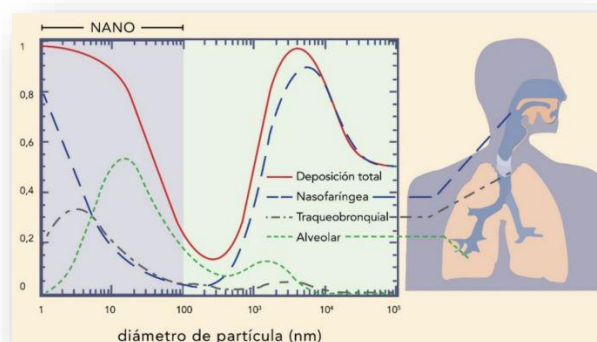 NANO
1
0,8
0,6
0,4
0,2
0
Deposición total
Nasofaríngea
Traqueobronquial
Alveolar
1 10 100 10³ 10⁴ 10⁵
diámetro de partícula (nm)